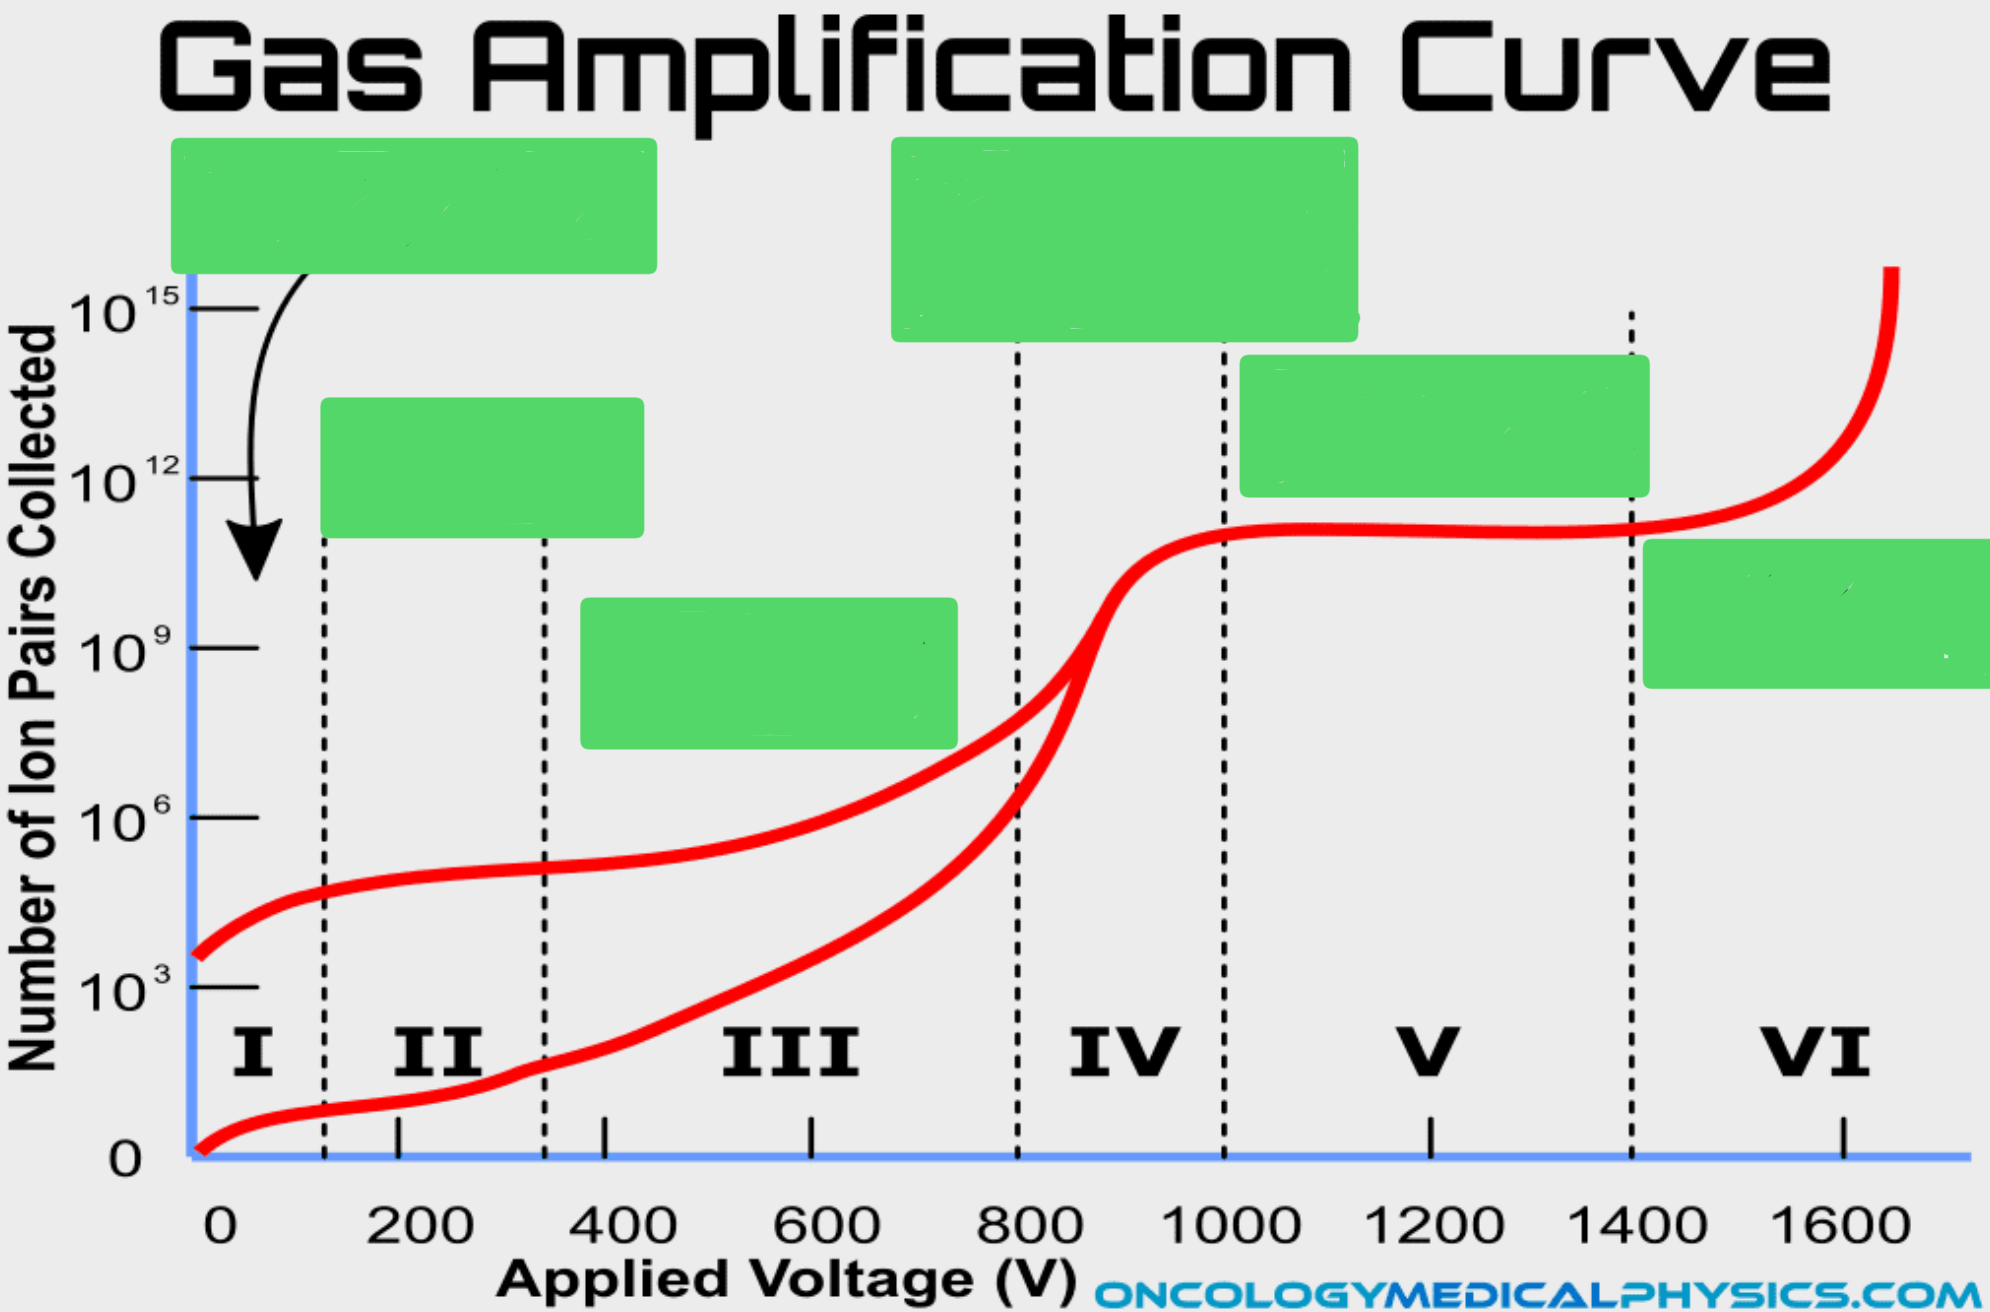 Gas Amplification Curve
Number of Ion Pairs Collected
10 15
10 12
10 9
10 6
10 3
0
I II III IV V VI
0 200 400 600 800 1000 1200 1400 1600
Applied Voltage (V)
ONCOLOGYMEDICALPHYSICS.COM